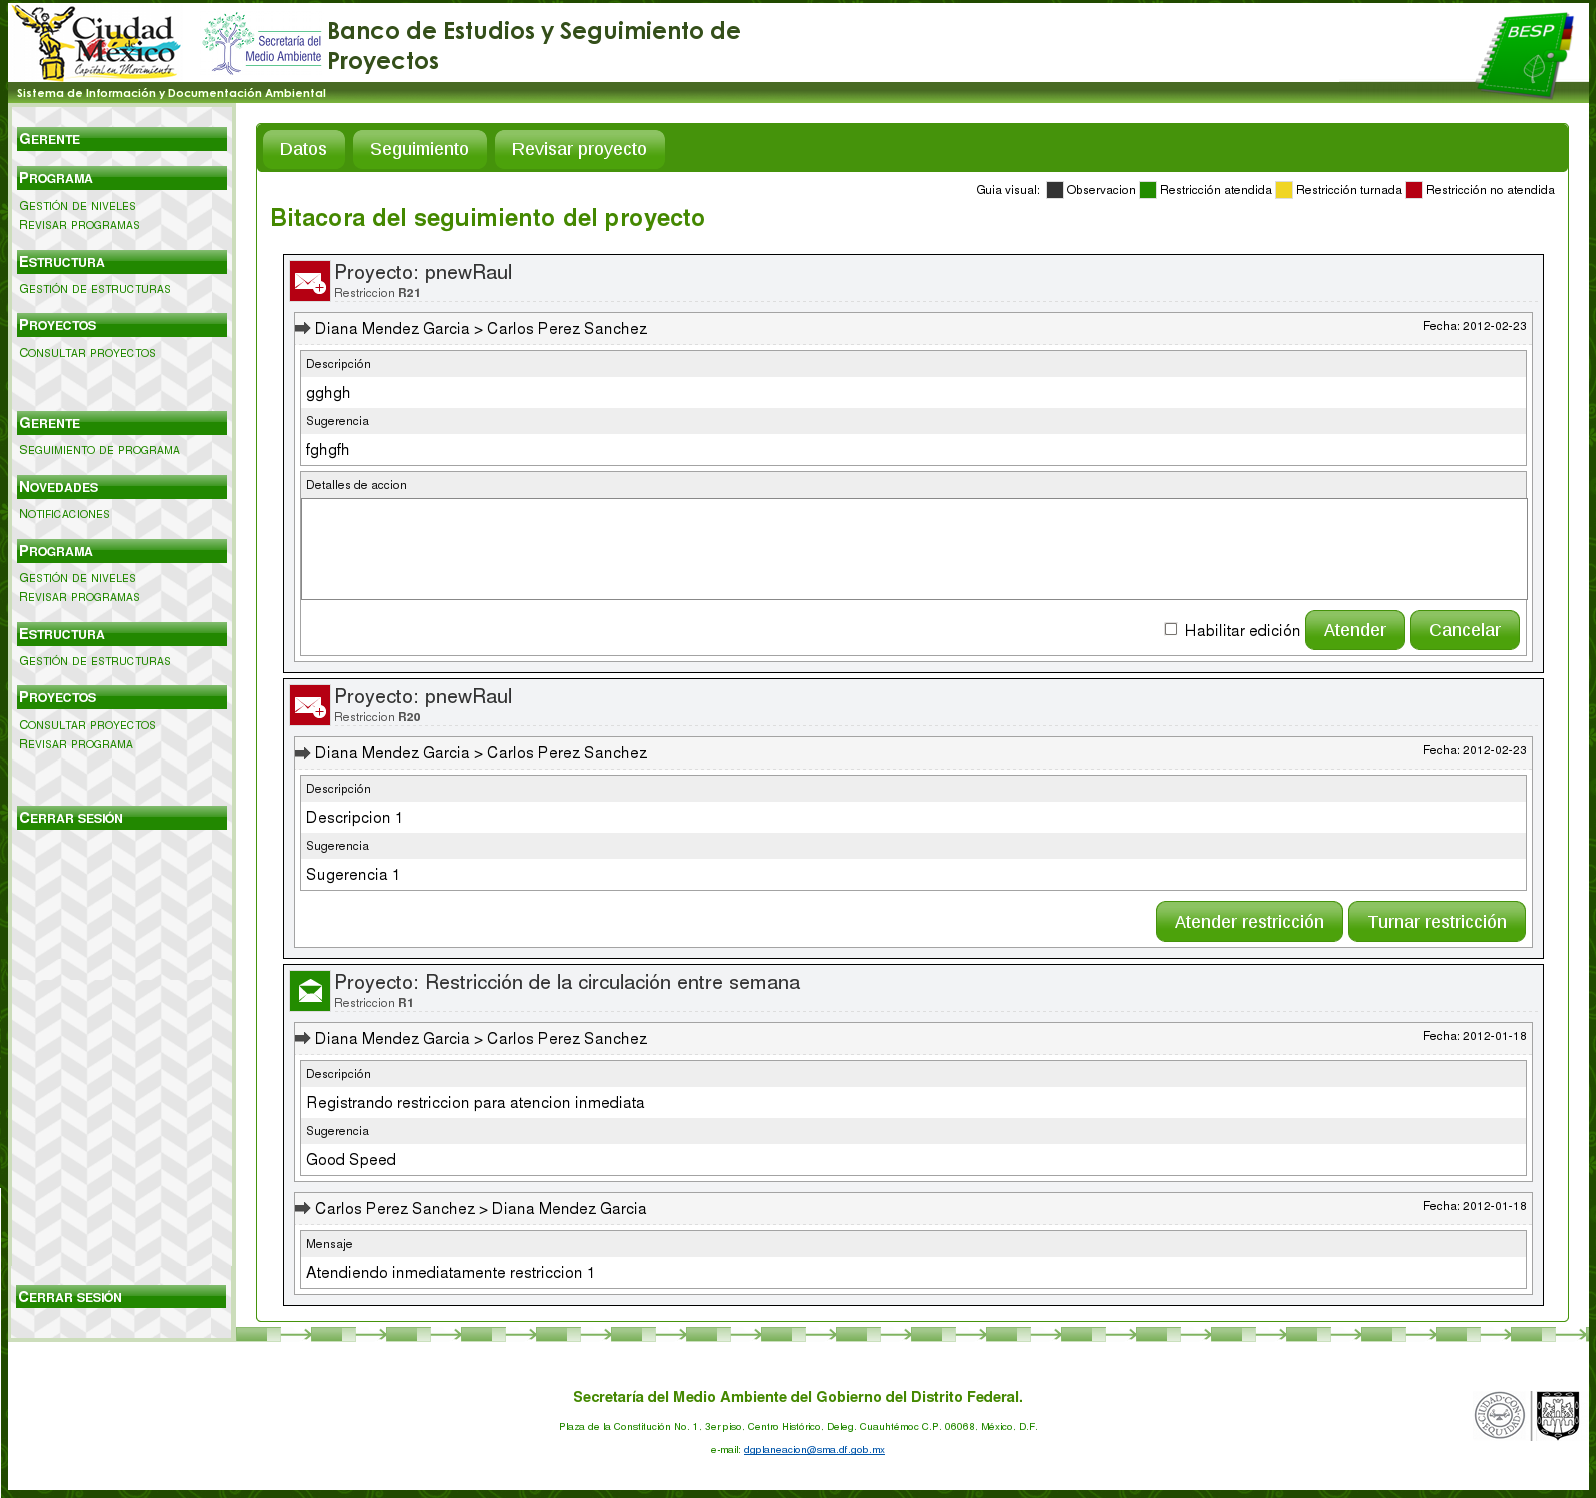 Ciudad
de
México
Capital en Movimiento
Secretaría del
Medio Ambiente
Banco de Estudios y Seguimiento de
Proyectos
BESP
Sistema de Información y Documentación Ambiental
GERENTE
PROGRAMA
GESTIÓN DE NIVELES
REVISAR PROGRAMAS
ESTRUCTURA
GESTIÓN DE ESTRUCTURAS
PROYECTOS
CONSULTAR PROYECTOS
GERENTE
SEGUIMIENTO DE PROGRAMA
NOVEDADES
NOTIFICACIONES
PROGRAMA
GESTIÓN DE NIVELES
REVISAR PROGRAMAS
ESTRUCTURA
GESTIÓN DE ESTRUCTURAS
PROYECTOS
CONSULTAR PROYECTOS
REVISAR PROGRAMA
CERRAR SESIÓN
CERRAR SESIÓN
Datos Seguimiento Revisar proyecto
Guia visual: Observacion Restricción atendida Restricción turnada Restricción no atendida
Bitacora del seguimiento del proyecto
Proyecto: pnewRaul
Restriccion R21
Diana Mendez Garcia > Carlos Perez Sanchez Fecha: 2012-02-23
Descripción
gghgh
Sugerencia
fghgfh
Detalles de accion
Habilitar edición Atender Cancelar
Proyecto: pnewRaul
Restriccion R20
Diana Mendez Garcia > Carlos Perez Sanchez Fecha: 2012-02-23
Descripción
Descripcion 1
Sugerencia
Sugerencia 1
Atender restricción Turnar restricción
Proyecto: Restricción de la circulación entre semana
Restriccion R1
Diana Mendez Garcia > Carlos Perez Sanchez Fecha: 2012-01-18
Descripción
Registrando restriccion para atencion inmediata
Sugerencia
Good Speed
Carlos Perez Sanchez > Diana Mendez Garcia Fecha: 2012-01-18
Mensaje
Atendiendo inmediatamente restriccion 1
Secretaría del Medio Ambiente del Gobierno del Distrito Federal.
Plaza de la Constitución No. 1, 3er piso. Centro Histórico. Deleg. Cuauhtémoc C.P. 06068. México. D.F.
e-mail: dgplaneacion@sma.df.gob.mx
CIUDAD CON
EQUIDAD